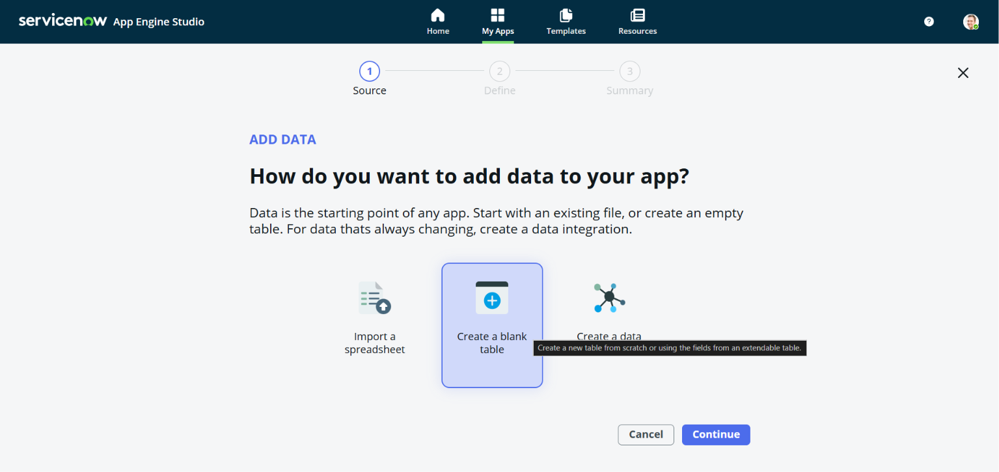 servicenow App Engine Studio
Home
My Apps
Templates
Resources
?
1
2
3
Source
Define
Summary
ADD DATA
How do you want to add data to your app?
Data is the starting point of any app. Start with an existing file, or create an empty
table. For data thats always changing, create a data integration.
Import a
spreadsheet
Create a blank
table
Create a data
Create a new table from scratch or using the fields from an extendable table.
Cancel
Continue